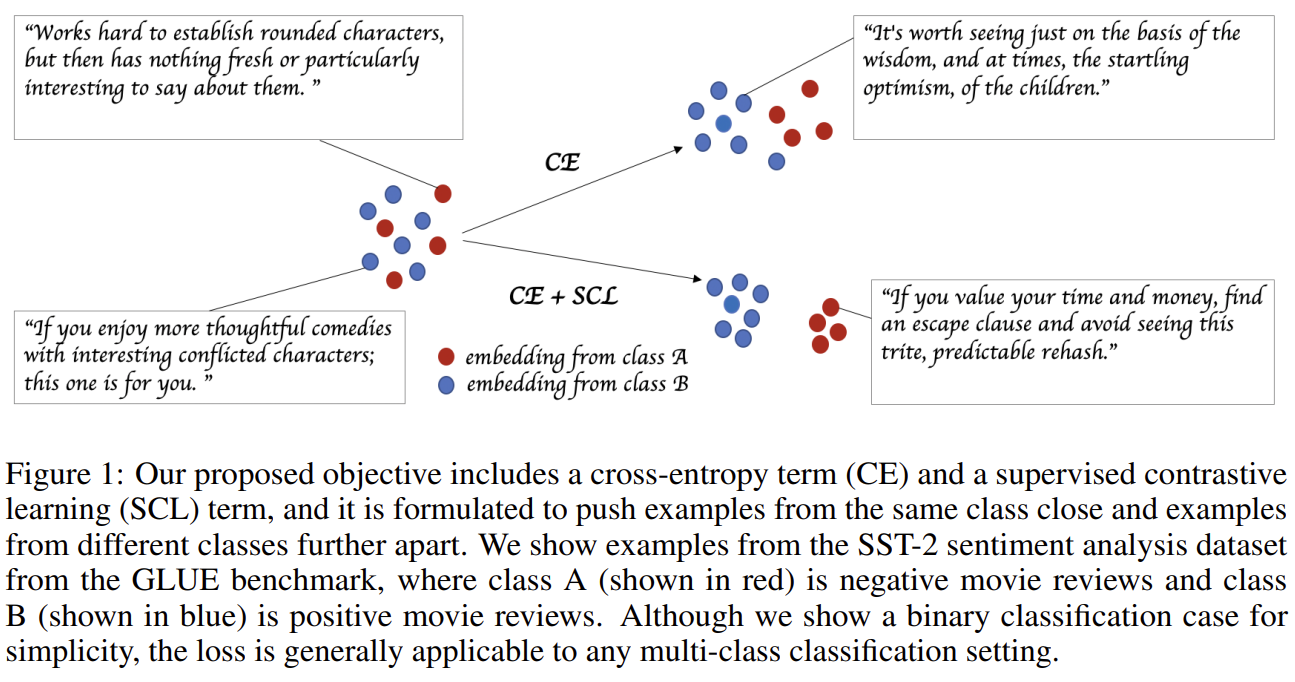 “Works hard to establish rounded characters,
but then has nothing fresh or particularly
interesting to say about them. ”
“It's worth seeing just on the basis of the
wisdom, and at times, the startling
optimism, of the children.”
CE
CE + SCL
“If you enjoy more thoughtful comedies
with interesting conflicted characters;
this one is for you. ”
embedding from class A
embedding from class B
“If you value your time and money, find
an escape clause and avoid seeing this
trite, predictable rehash.”
Figure 1: Our proposed objective includes a cross-entropy term (CE) and a supervised contrastive
learning (SCL) term, and it is formulated to push examples from the same class close and examples
from different classes further apart. We show examples from the SST-2 sentiment analysis dataset
from the GLUE benchmark, where class A (shown in red) is negative movie reviews and class
B (shown in blue) is positive movie reviews. Although we show a binary classification case for
simplicity, the loss is generally applicable to any multi-class classification setting.